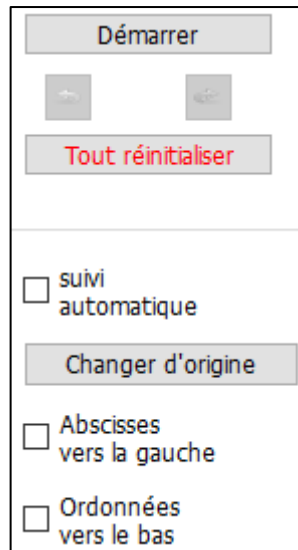 Démarrer
Tout réinitialiser
suivi
automatique
Changer d'origine
Abscisses
vers la gauche
Ordonnées
vers le bas